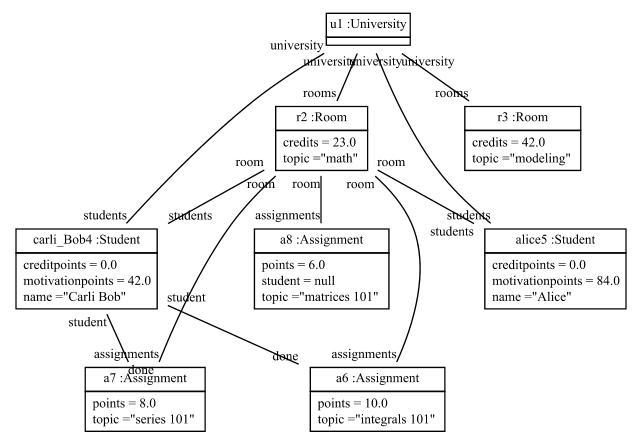 u1 :University
university
university
university
university
rooms
rooms
r2 :Room
credits = 23.0
topic ="math"
r3 :Room
credits = 42.0
topic ="modeling"
room
room
room
room
room
students
students
assignments
students
students
carli_Bob4 :Student
creditpoints = 0.0
motivationpoints = 42.0
name ="Carli Bob"
a8 :Assignment
points = 6.0
student = null
topic ="matrices 101"
alice5 :Student
creditpoints = 0.0
motivationpoints = 84.0
name ="Alice"
student
student
assignments
done
done
assignments
a7 :Assignment
points = 8.0
topic ="series 101"
a6 :Assignment
points = 10.0
topic ="integrals 101"